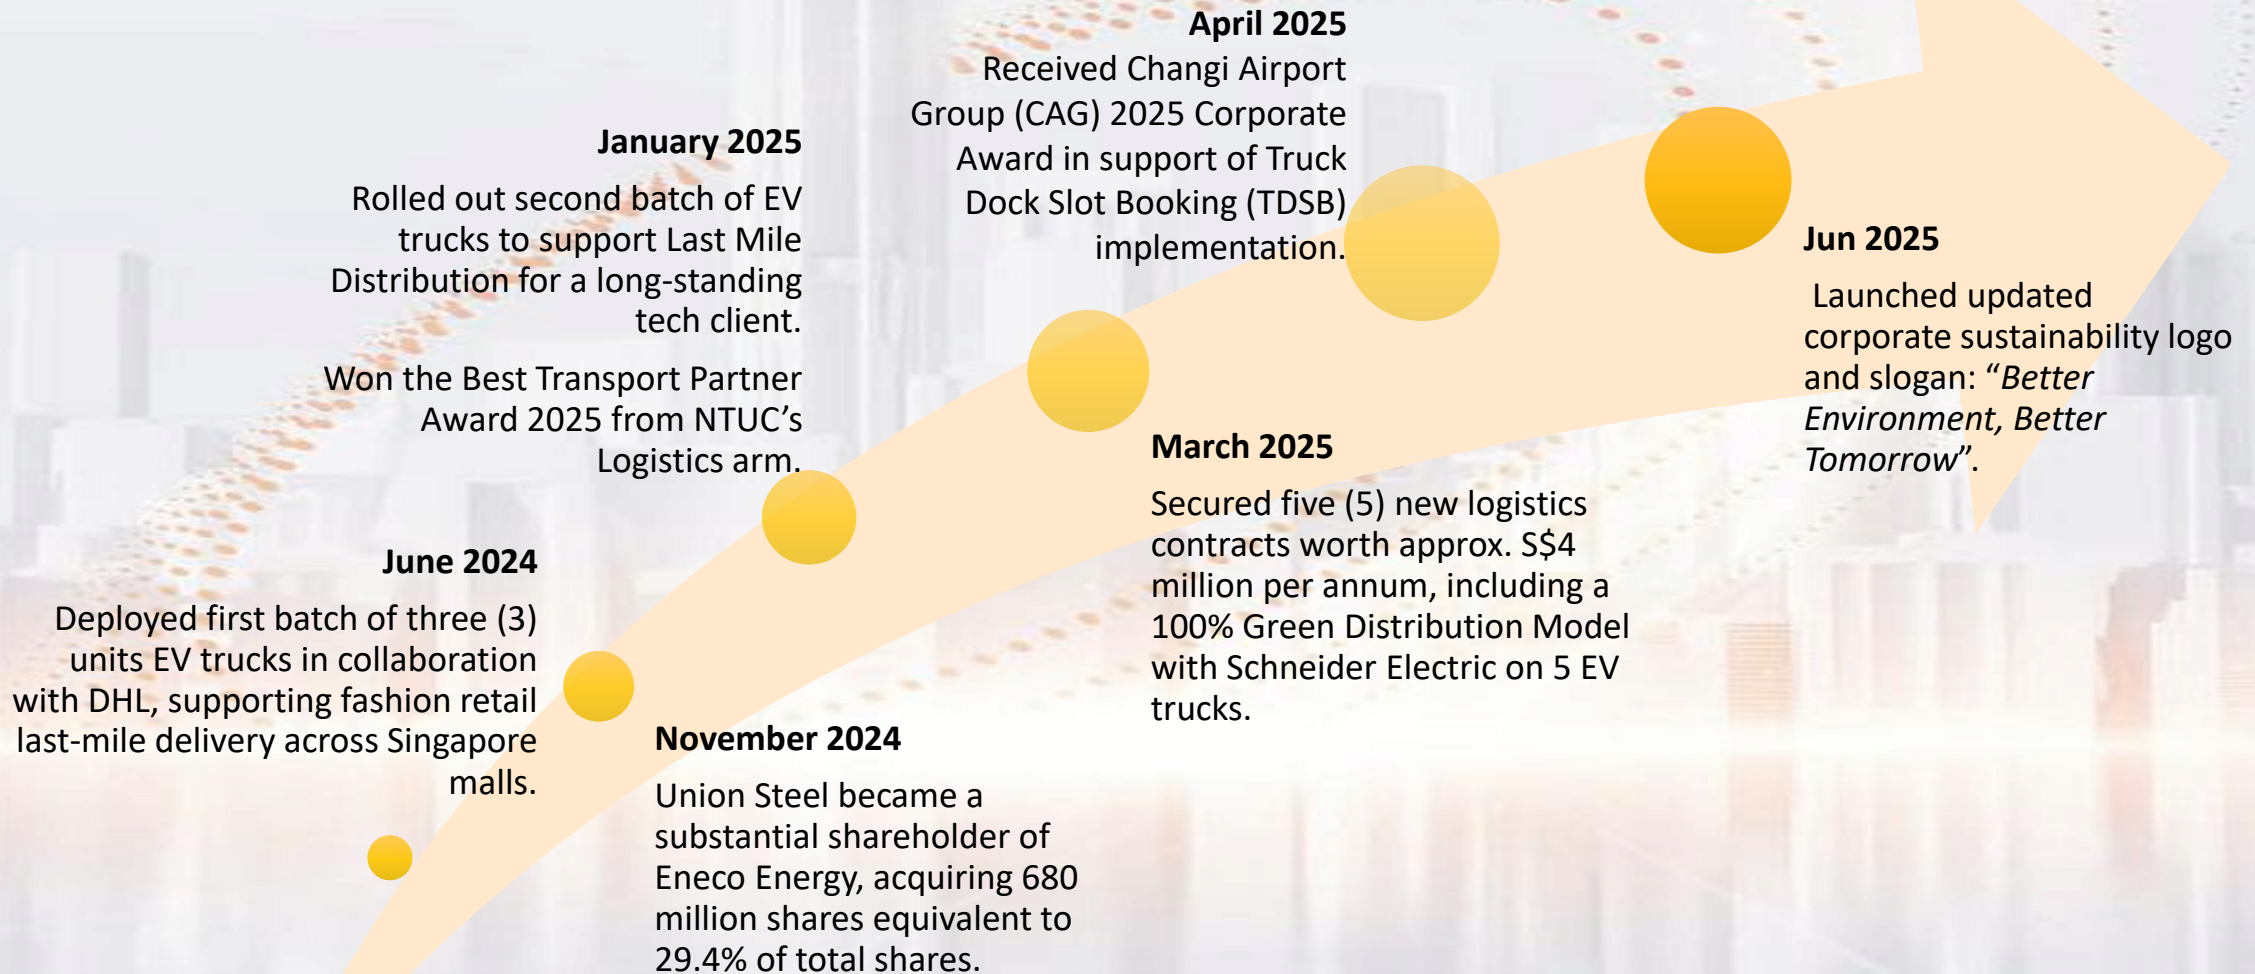 June 2024
Deployed first batch of three (3)
units EV trucks in collaboration
with DHL, supporting fashion retail
last-mile delivery across Singapore
malls.
November 2024
Union Steel became a
substantial shareholder of
Eneco Energy, acquiring 680
million shares equivalent to
29.4% of total shares.
January 2025
Rolled out second batch of EV
trucks to support Last Mile
Distribution for a long-standing
tech client.
Won the Best Transport Partner
Award 2025 from NTUC’s
Logistics arm.
March 2025
Secured five (5) new logistics
contracts worth approx. S$4
million per annum, including a
100% Green Distribution Model
with Schneider Electric on 5 EV
trucks.
April 2025
Received Changi Airport
Group (CAG) 2025 Corporate
Award in support of Truck
Dock Slot Booking (TDSB)
implementation.
Jun 2025
Launched updated
corporate sustainability logo
and slogan: “Better
Environment, Better
Tomorrow”.